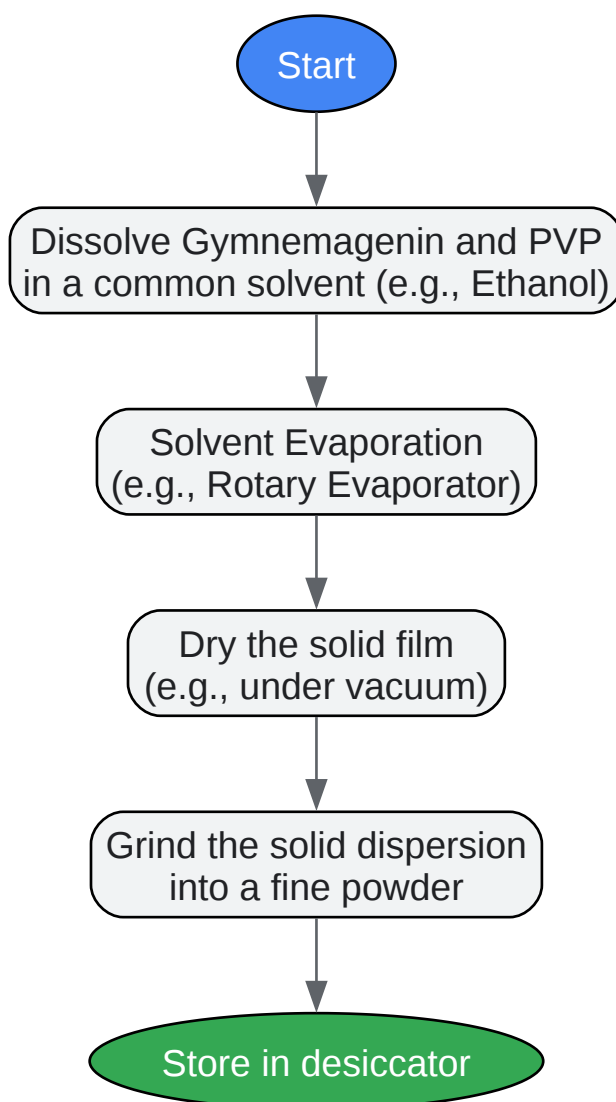 Start
Dissolve Gymnemagenin and PVP
in a common solvent (e.g., Ethanol)
Solvent Evaporation
(e.g., Rotary Evaporator)
Dry the solid film
(e.g., under vacuum)
Grind the solid dispersion
into a fine powder
Store in desiccator